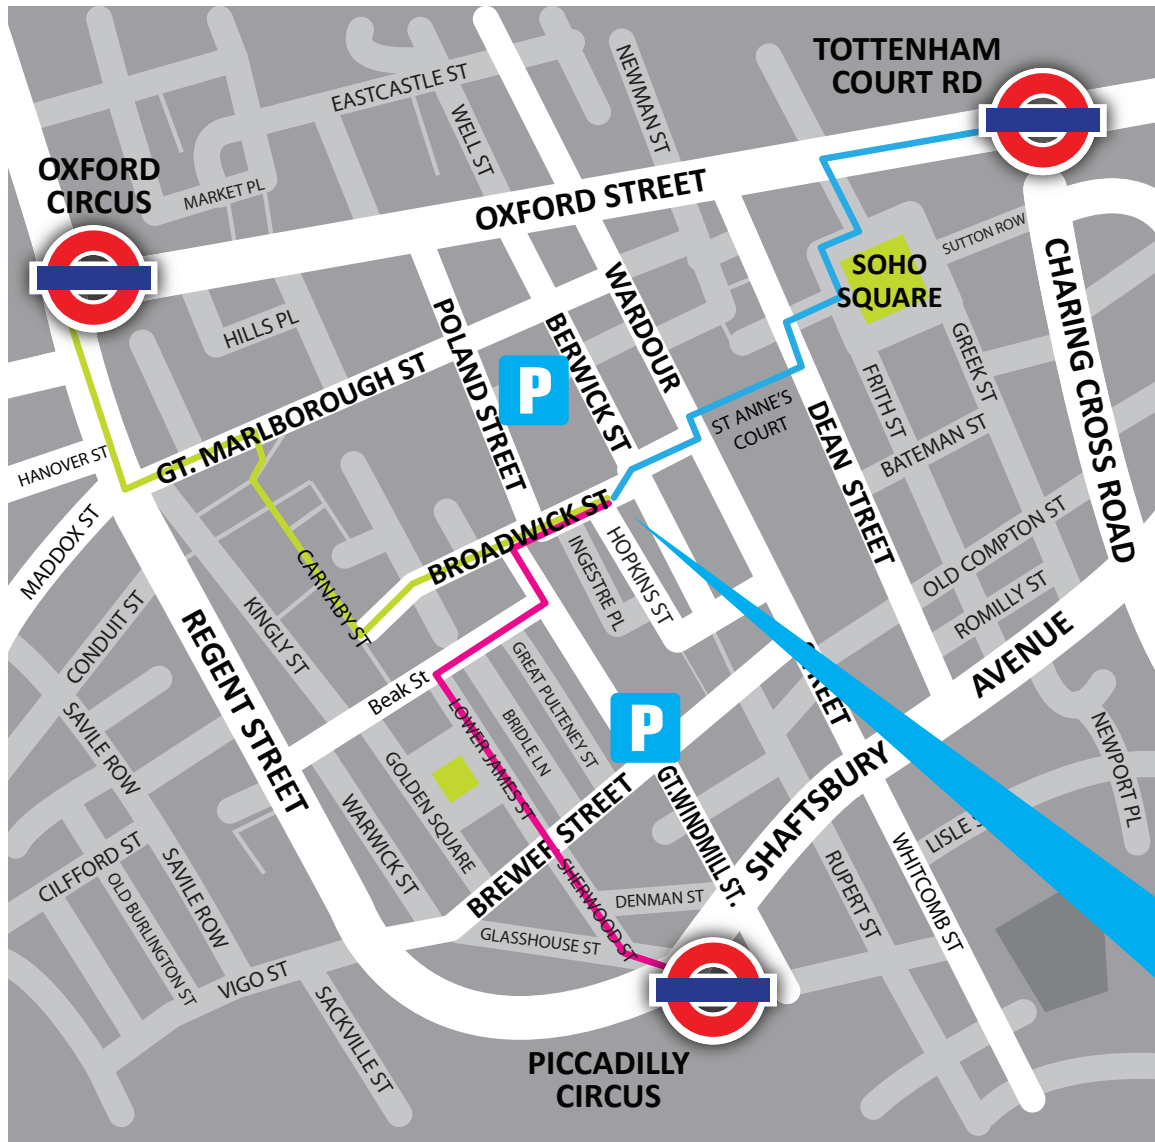 TOTTENHAM
COURT RD
EASTCASTLE ST
NEWMAN ST
WELL ST
OXFORD
CIRCUS
MARKET PL
OXFORD STREET
SUTTON ROW
SOHO
SQUARE
CHARING CROSS ROAD
HILLS PL
POLAND STREET
BERWICK ST
WARDOUR
STREET
GREEK ST
FRITH ST
P
GT. MARLBOROUGH ST
ST ANNE'S
COURT
DEAN STREET
BATEMAN ST
HANOVER ST
MADDOX ST
BROADWICK ST
CARNABY ST
INGESTRE PL
HOPKINS ST
OLD COMPTON ST
ROMILLY ST
CONDUIT ST
KINGLY ST
REGENT STREET
Beak St
GREAT PULTENEY ST
BRIDLE LN
LOWER JAMES ST
P
AVENUE
SHAFTSBURY
NEWPORT PL
SAVILE ROW
GOLDEN SQUARE
GT.WINDMILL ST.
BREWER STREET
WARWICK ST
LISLE S
WHITCOMB ST
RUPERT ST
CILFFORD ST
OLD BURLINGTON ST
SAVILE ROW
SHERWOOD ST
DENMAN ST
GLASSHOUSE ST
VIGO ST
SACKVILLE ST
PICCADILLY
CIRCUS